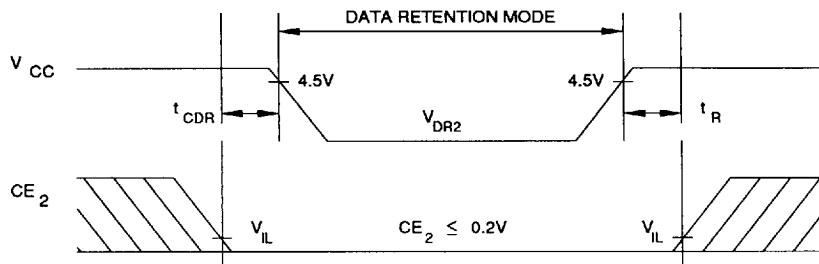 DATA RETENTION MODE
V CC
4.5V
4.5V
t CDR
V DR2
t R
CE 2
V IL
CE 2 ≤ 0.2V
V IL